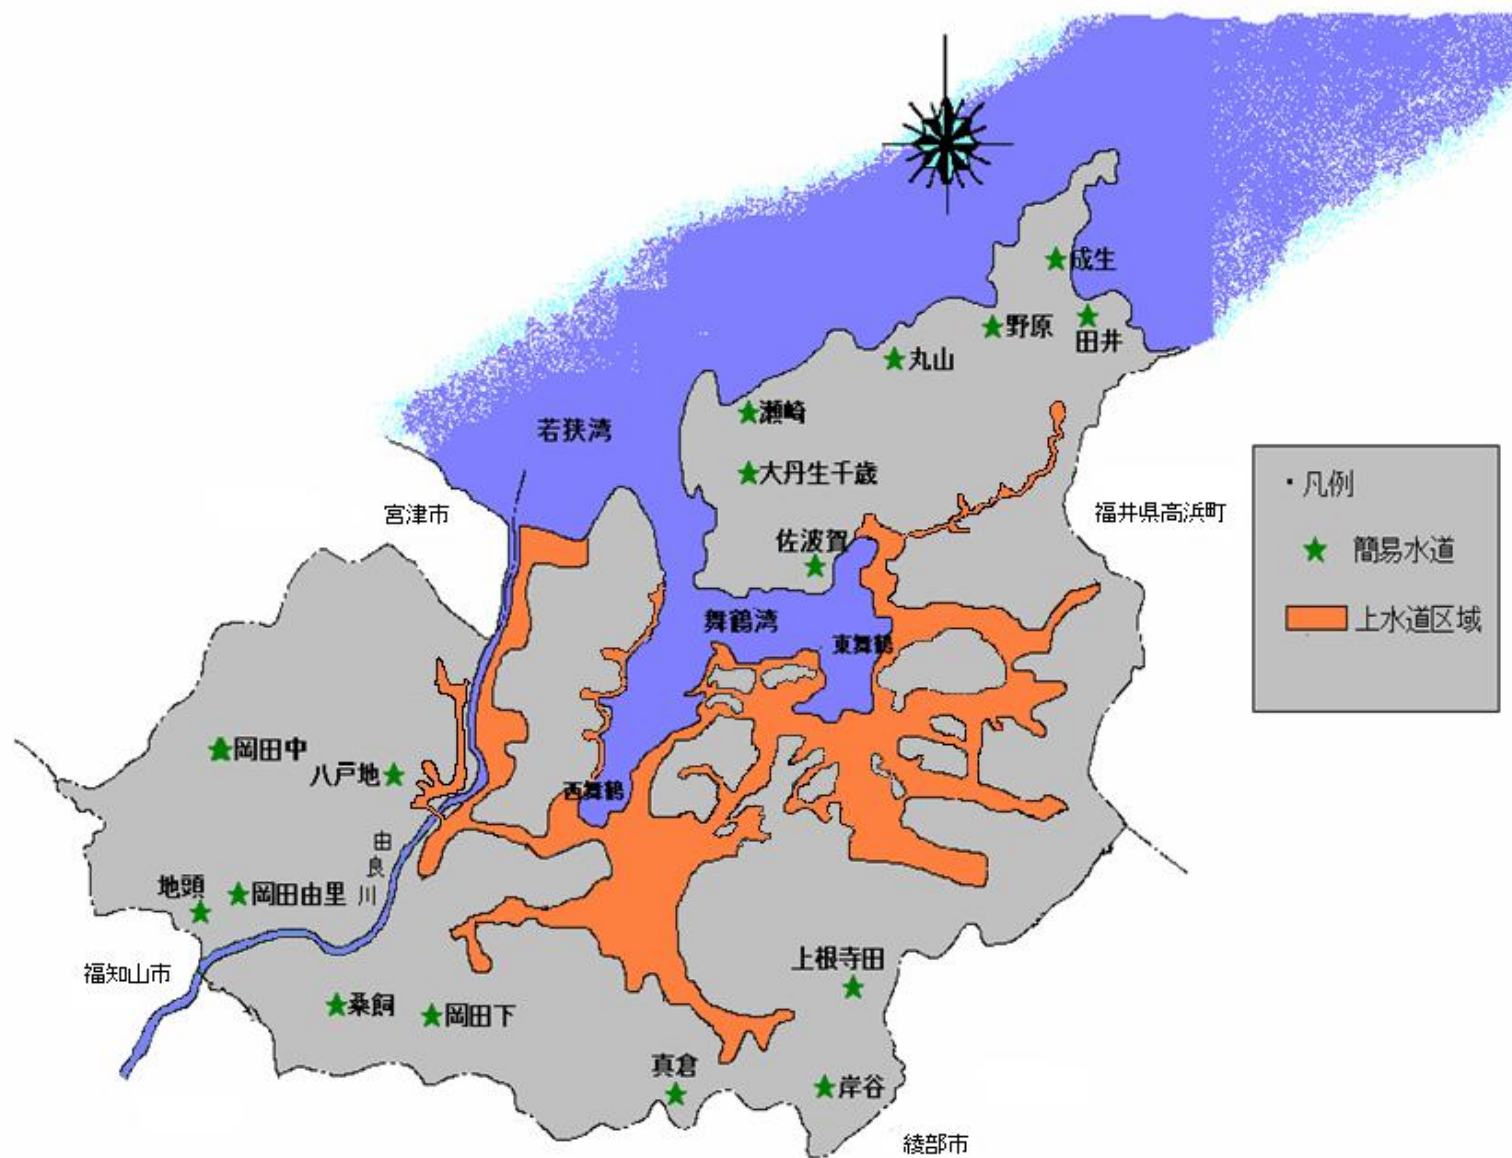 成生
野原
田井
丸山
瀬崎
若狭湾
大丹生千歳
宮津市
福井県高浜町
佐波賀
舞鶴湾
東舞鶴
岡田中
八戸地
西舞鶴
由良川
地頭
岡田由里
上根寺田
福知山市
桑飼
岡田下
真倉
岸谷
綾部市
・凡例
簡易水道
上水道区域